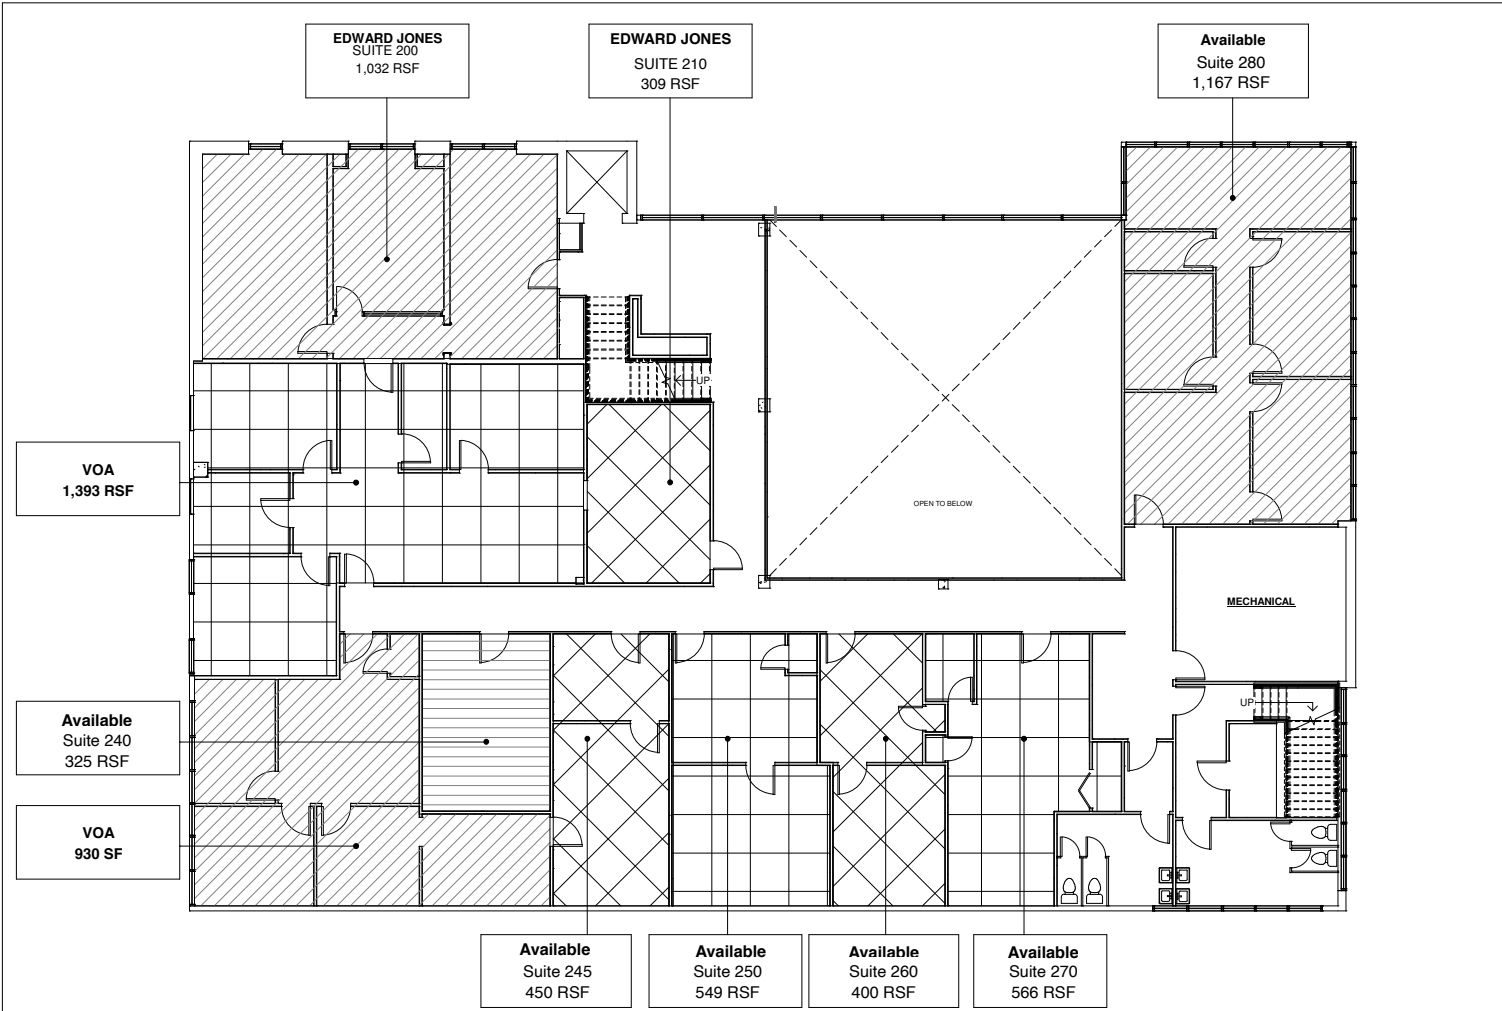 EDWARD JONES
SUITE 200
1,032 RSF
EDWARD JONES
SUITE 210
309 RSF
Available
Suite 280
1,167 RSF
UP
VOA
1,393 RSF
OPEN TO BELOW
MECHANICAL
UP
Available
Suite 240
325 RSF
VOA
930 SF
Available
Suite 245
450 RSF
Available
Suite 250
549 RSF
Available
Suite 260
400 RSF
Available
Suite 270
566 RSF